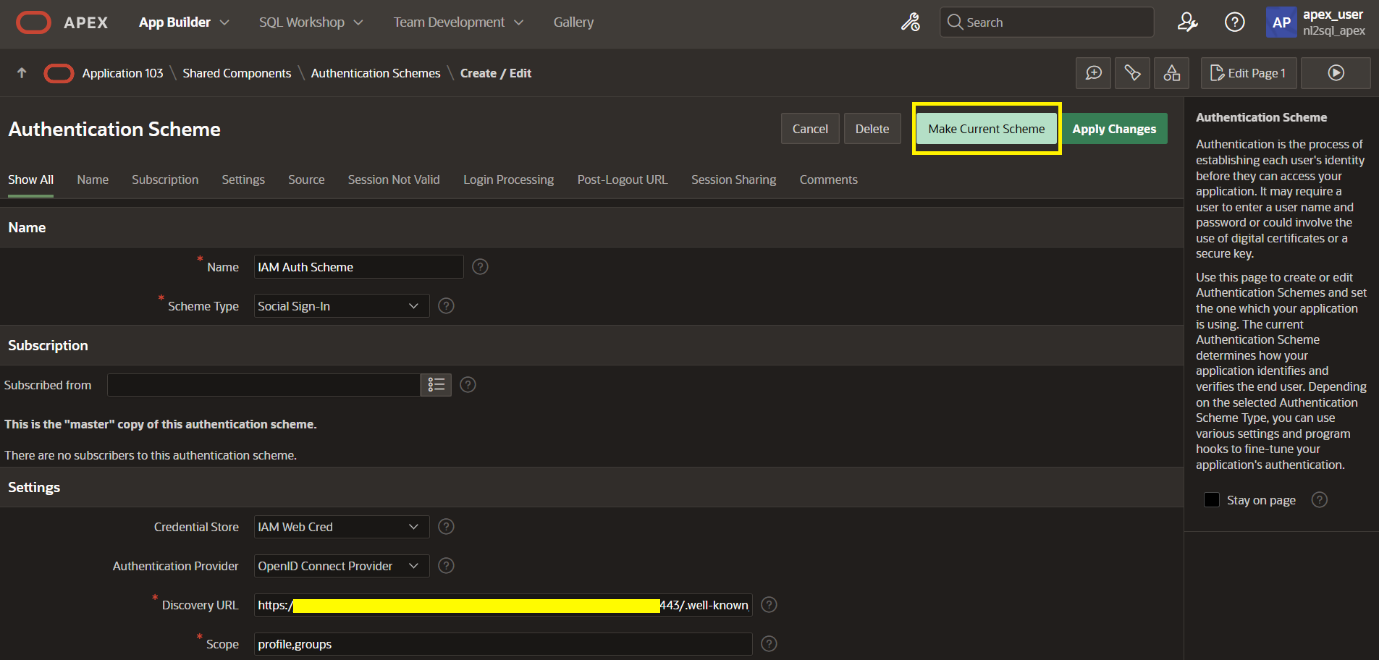 APEX App Builder SQL Workshop Team Development Gallery Search AP apex_user
nl2sql_apex
Application 103 \ Shared Components \ Authentication Schemes \ Create / Edit Edit Page 1
Authentication Scheme
Cancel Delete Make Current Scheme Apply Changes
Show All Name Subscription Settings Source Session Not Valid Login Processing Post-Logout URL Session Sharing Comments
Name
* Name IAM Auth Scheme ?
* Scheme Type Social Sign-In ?
Subscription
Subscribed from ?
This is the "master" copy of this authentication scheme.
There are no subscribers to this authentication scheme.
Settings
Credential Store IAM Web Cred ?
Authentication Provider OpenID Connect Provider ?
* Discovery URL https:/ 443/.well-known ?
* Scope profile,groups ?
Authentication Scheme
Authentication is the process of
establishing each user's identity
before they can access your
application. It may require a
user to enter a user name and
password or could involve the
use of digital certificates or a
secure key.
Use this page to create or edit
Authentication Schemes and set
the one which your application
is using. The current
Authentication Scheme
determines how your
application identifies and
verifies the end user. Depending
on the selected Authentication
Scheme Type, you can use
various settings and program
hooks to fine-tune your
application's authentication.
Stay on page ?